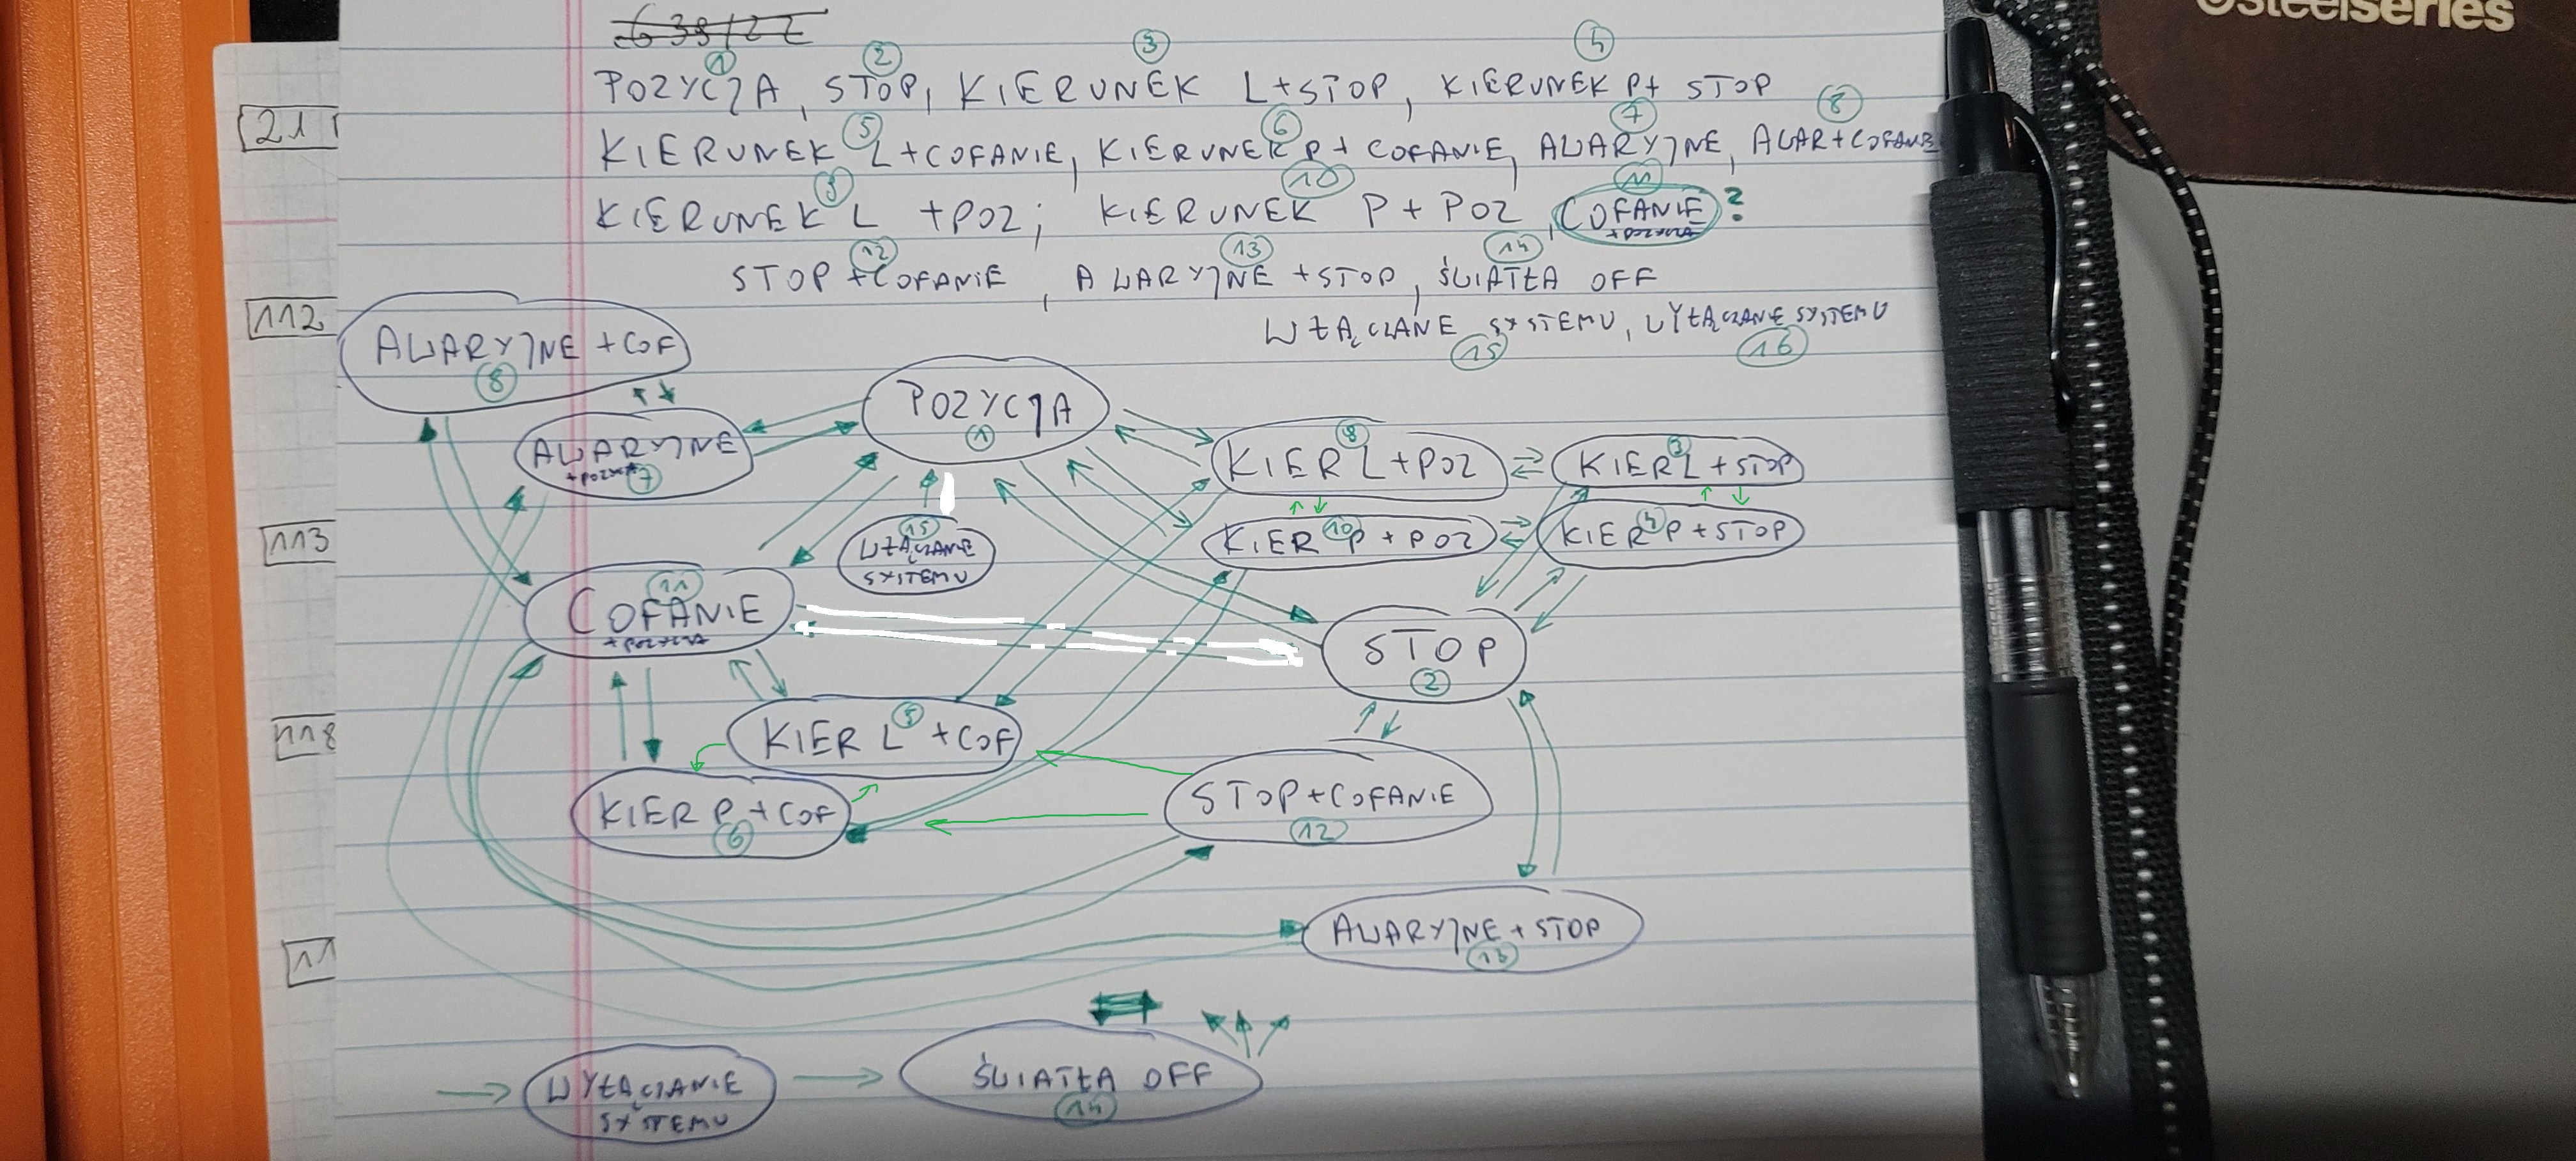 steelseries
639/22
1 2 3 4
POZYCJA, STOP, KIERUNEK L+STOP, KIERUNEK P+ STOP
5 6 7 8
KIERUNEK L+COFANIE, KIERUNEK P+ COFANIE, AWARYJNE, AWAR+COFANIE
9 10 11
KIERUNEK L +POZ; KIERUNEK P + POZ, COFANIE ?
+POZYCJA
12 13 14
STOP +COFANIE, AWARYJNE +STOP, ŚWIATŁA OFF
WŁĄCZANE SYSTEMU, WYŁĄCZANE SYSTEMU
15 16
211
112
113
118
11
AWARYJNE +COF
8
POZYCJA
1
AWARYJNE
+POZYCJA 7
KIER L+POZ
9
KIER L +STOP
3
15
WŁĄCZANE
SYSTEMU
KIER P + POZ
10
KIER P +STOP
4
11
COFANIE
+POZYCJA
STOP
2
KIER L +COF
5
KIER P +COF
6
STOP+COFANIE
12
AWARYJNE + STOP
13
WYŁĄCZANIE
SYSTEMU
ŚWIATŁA OFF
14